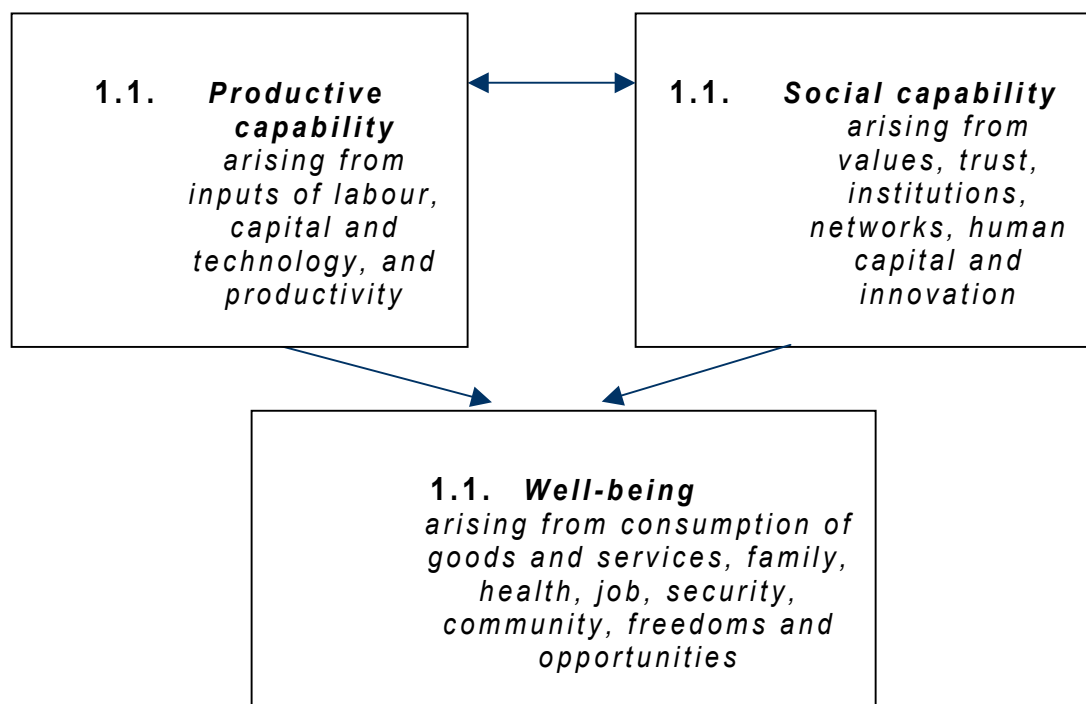 1.1. Productive
capability
arising from
inputs of labour,
capital and
technology, and
productivity
1.1. Social capability
arising from
values, trust,
institutions,
networks, human
capital and
innovation
1.1. Well-being
arising from consumption of
goods and services, family,
health, job, security,
community, freedoms and
opportunities